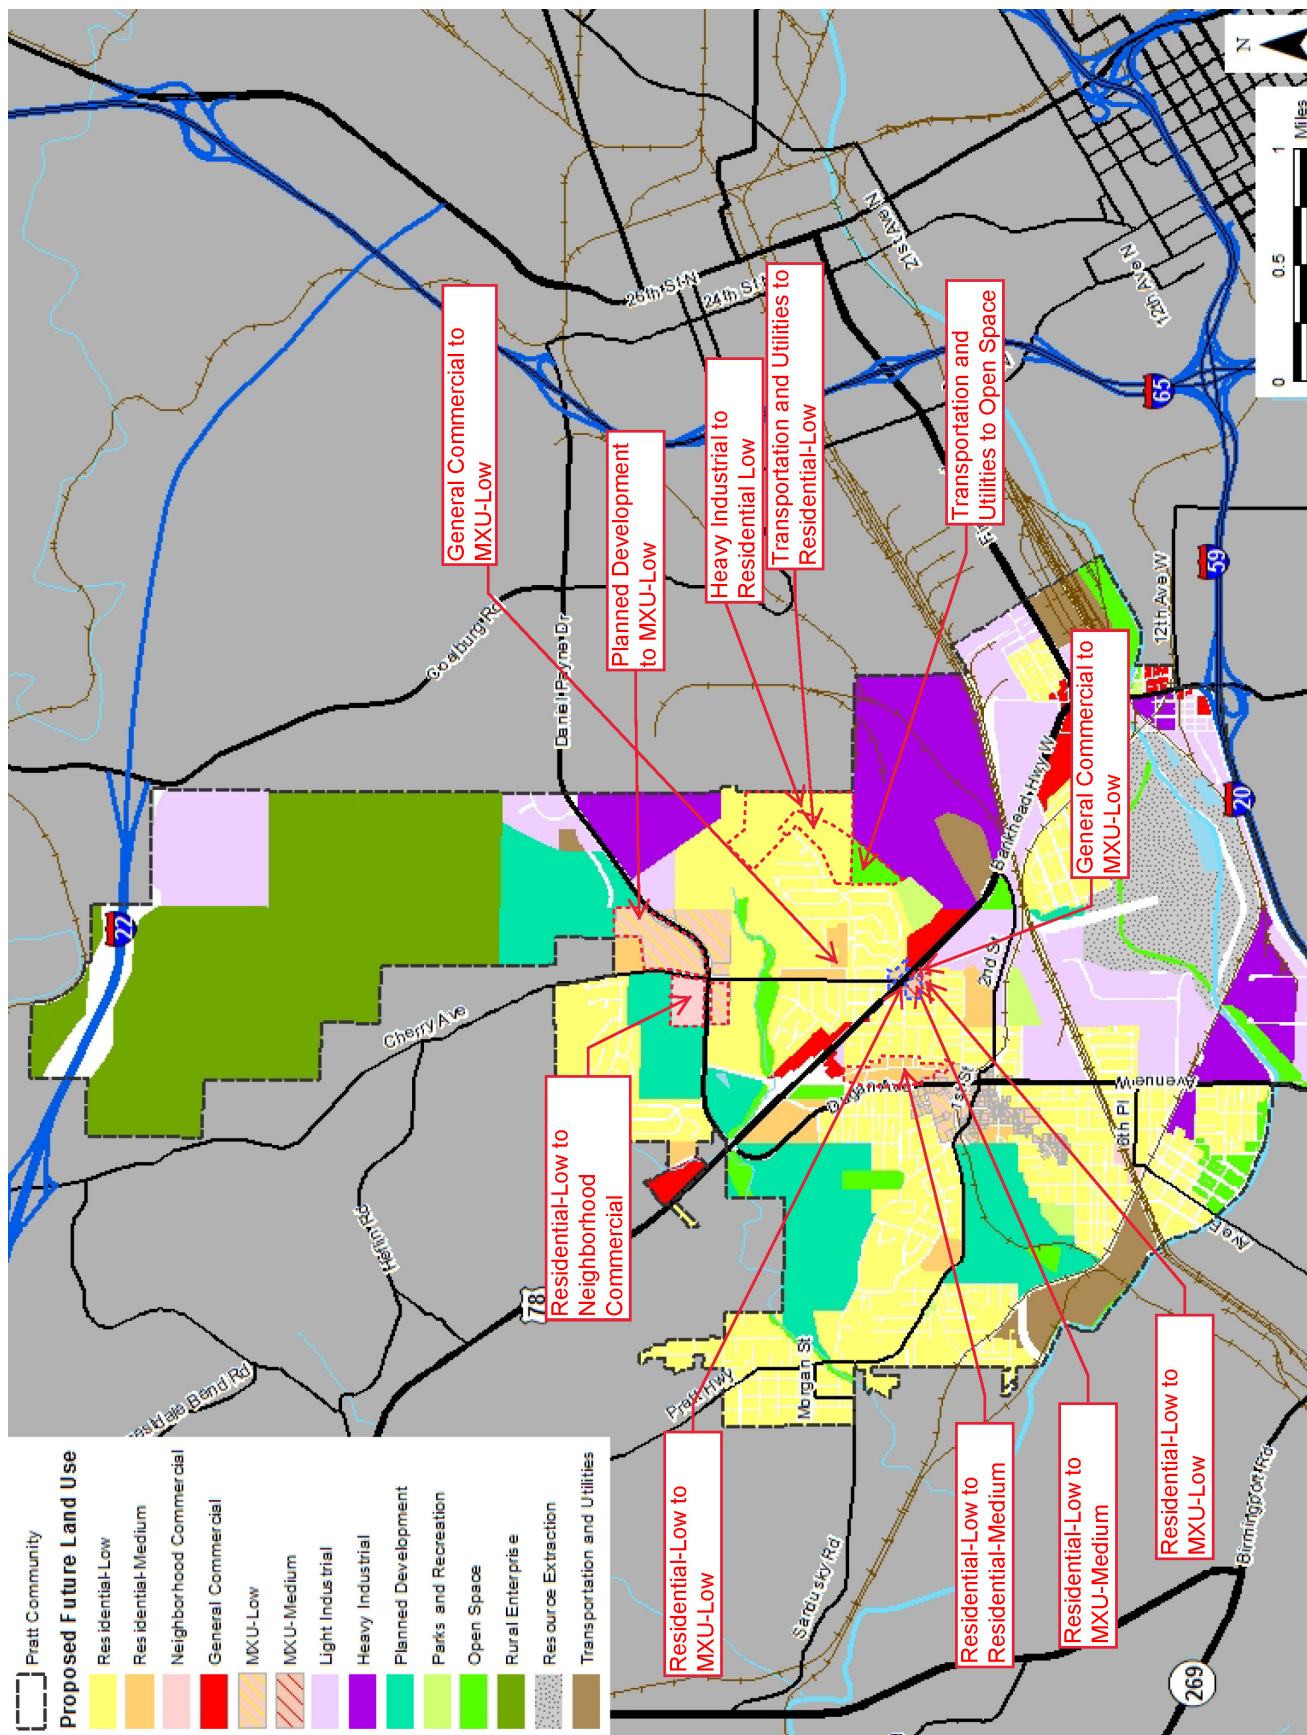 Pratt Community
Proposed Future Land Use
Residential-Low
Residential-Medium
Neighborhood Commercial
General Commercial
MXU-Low
MXU-Medium
Light Industrial
Heavy Industrial
Planned Development
Parks and Recreation
Open Space
Rural Enterprise
Resource Extraction
Transportation and Utilities
General Commercial to
MXU-Low
Planned Development
to MXU-Low
Heavy Industrial to
Residential Low
Transportation and Utilities to
Residential-Low
Transportation and
Utilities to Open Space
General Commercial to
MXU-Low
Residential-Low to
Neighborhood
Commercial
Residential-Low to
MXU-Low
Residential-Low to
Residential-Medium
Residential-Low to
MXU-Medium
Residential-Low to
MXU-Low
22
78
65
59
20
269
Cherry Ave
Heflin Rd
Coalburg Rd
Daniel Payne Dr
26th St N
24th St
21st Ave N
12th Ave N
12th Ave W
Bankhead Hwy W
2nd St
1st St
Dugan Ave
Avenue W
6th Pl
Ave E
Pratt Hwy
Morgan St
Sardusky Rd
Birmingport Rd
Bend Rd
N
0
0.5
1
Miles